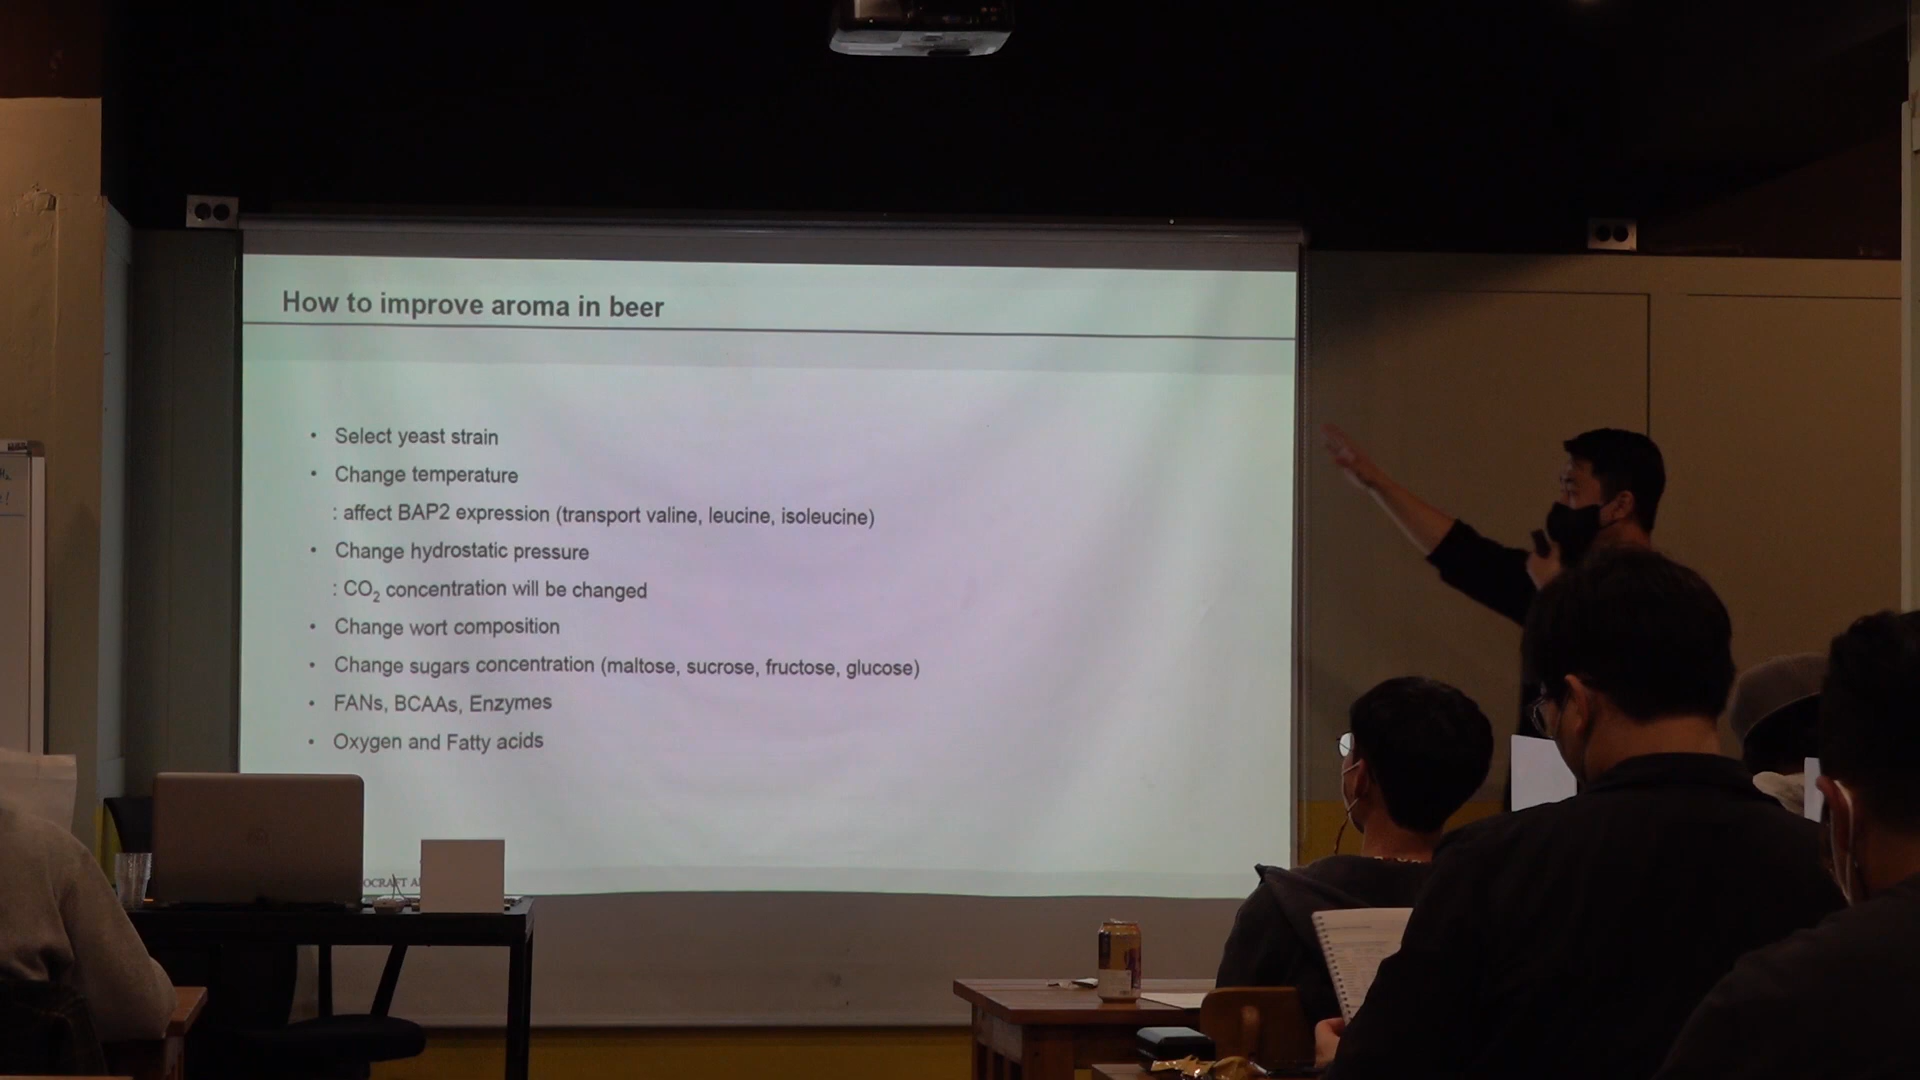 How to improve aroma in beer
• Select yeast strain
• Change temperature
: affect BAP2 expression (transport valine, leucine, isoleucine)
• Change hydrostatic pressure
: CO₂ concentration will be changed
• Change wort composition
• Change sugars concentration (maltose, sucrose, fructose, glucose)
• FANs, BCAAs, Enzymes
• Oxygen and Fatty acids